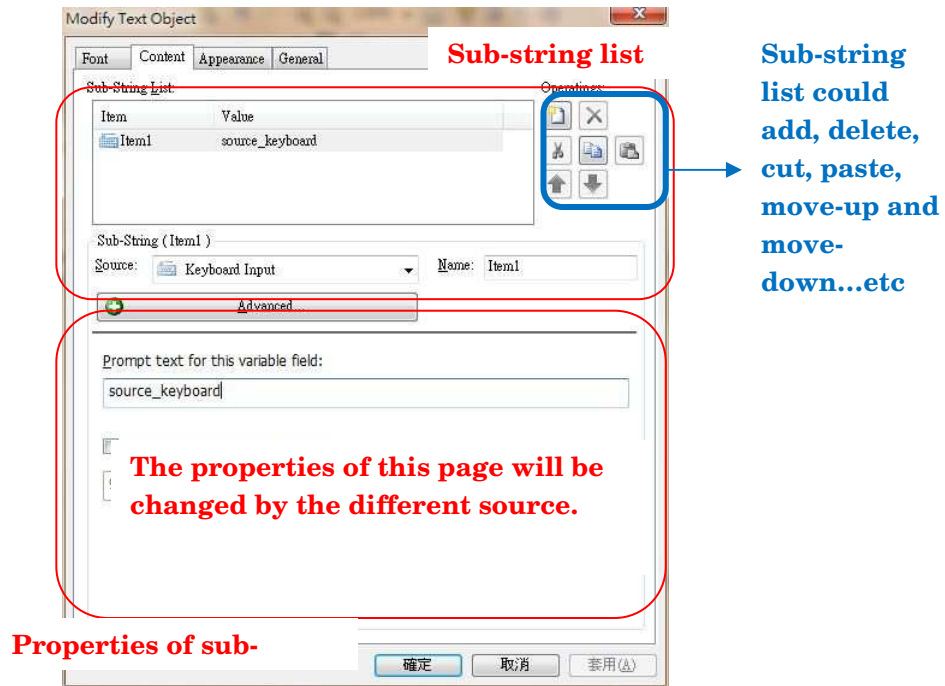 Modify Text Object
Font Content Appearance General
Sub-string list
Sub-String List:
Operatings:
Item Value
Item1 source_keyboard
Sub-string
list could
add, delete,
cut, paste,
move-up and
move-
down...etc
Sub-String ( Item1 )
Source: Keyboard Input Name: Item1
Advanced...
Prompt text for this variable field:
source_keyboard
The properties of this page will be
changed by the different source.
Properties of sub-
確定 取消 套用(A)